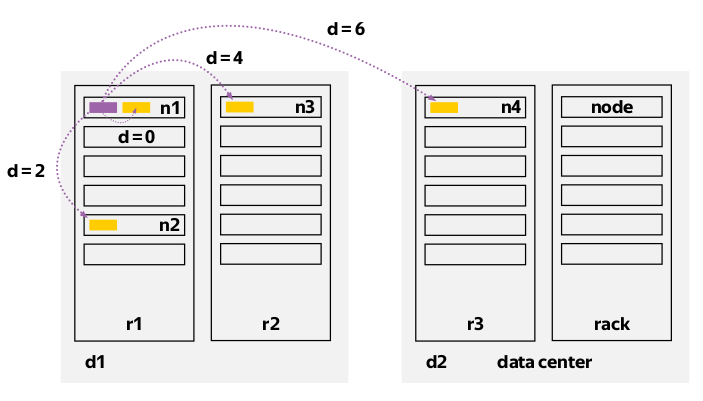 d=6
d=4
n1
n3
n4
node
d=0
d=2
n2
r1
r2
r3
rack
d1
d2
data center